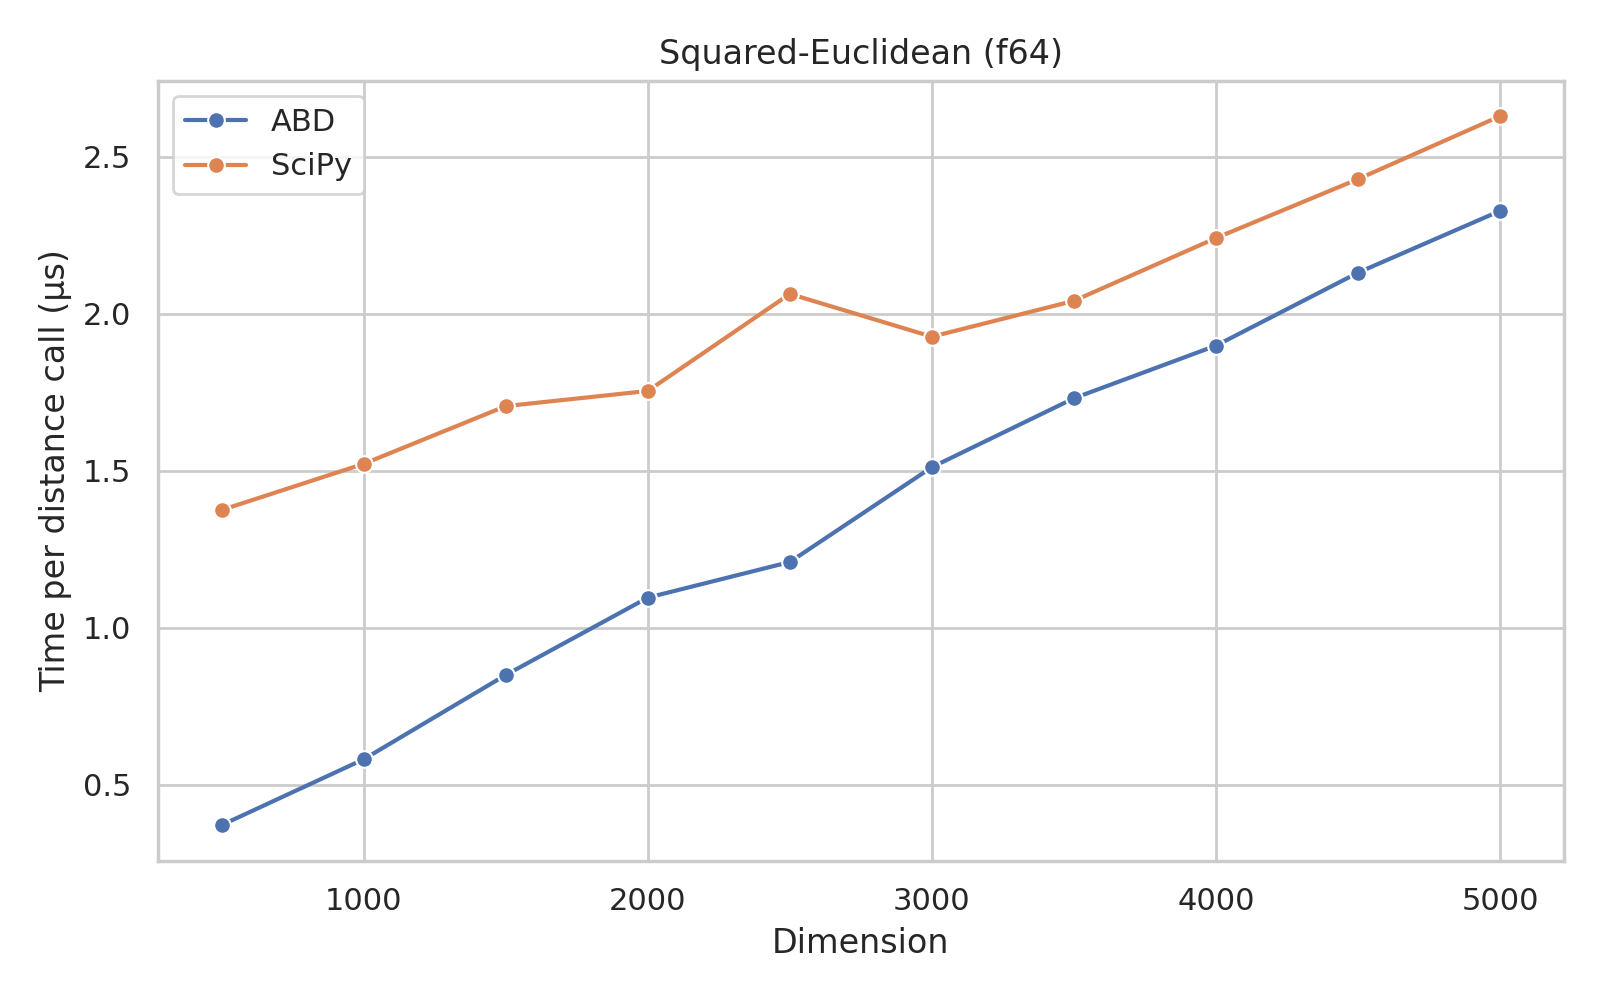 Squared-Euclidean (f64)
ABD
SciPy
Time per distance call (µs)
2.5
2.0
1.5
1.0
0.5
1000 2000 3000 4000 5000
Dimension